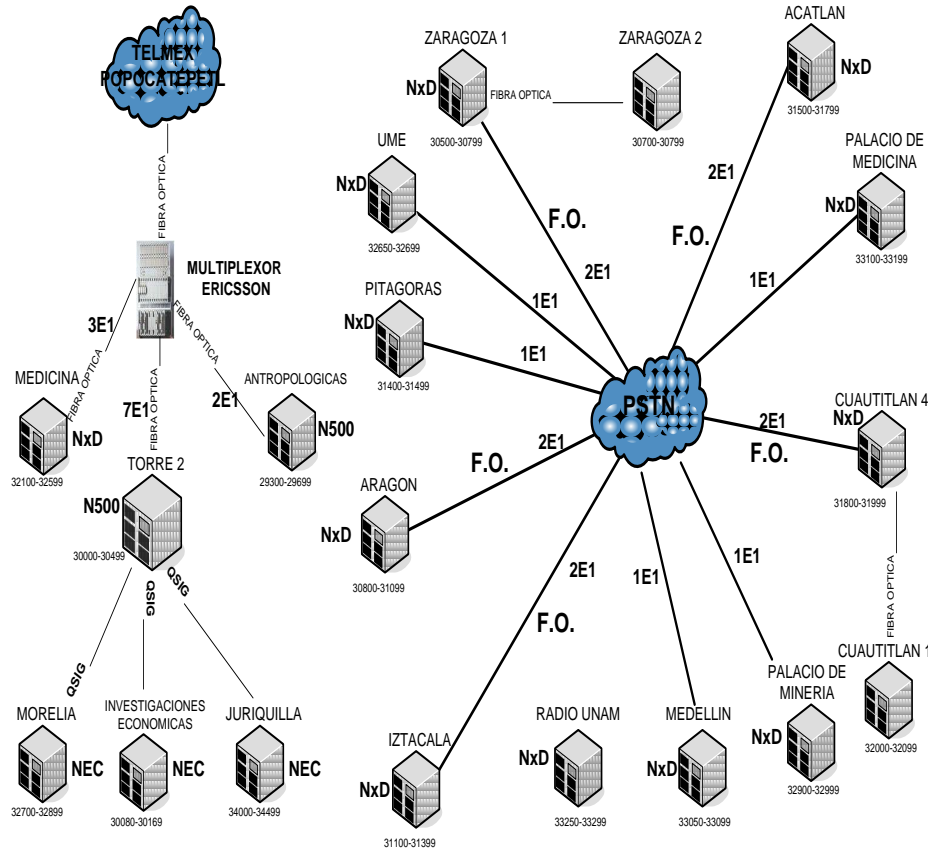 TELMEX
POPOCATEPETL
FIBRA OPTICA
MULTIPLEXOR
ERICSSON
3E1
FIBRA OPTICA
7E1
FIBRA OPTICA
2E1
FIBRA OPTICA
MEDICINA
NxD
32100-32599
ANTROPOLOGICAS
N500
29300-29699
TORRE 2
N500
30000-30499
QSIG
QSIG
QSIG
MORELIA
NEC
32700-32899
INVESTIGACIONES
ECONOMICAS
NEC
30080-30169
JURIQUILLA
NEC
34000-34499
ZARAGOZA 1
NxD
30500-30799
FIBRA OPTICA
ZARAGOZA 2
30700-30799
ACATLAN
NxD
31500-31799
UME
NxD
32650-32699
PALACIO DE
MEDICINA
NxD
33100-33199
F.O.
2E1
2E1
F.O.
1E1
1E1
PITAGORAS
NxD
31400-31499
1E1
PSTN
2E1
F.O.
CUAUTITLAN 4
NxD
31800-31999
FIBRA OPTICA
CUAUTITLAN 1
32000-32099
ARAGON
NxD
30800-31099
F.O.
2E1
2E1
F.O.
1E1
1E1
IZTACALA
NxD
31100-31399
RADIO UNAM
NxD
33250-33299
MEDELLIN
NxD
33050-33099
PALACIO DE
MINERIA
NxD
32900-32999